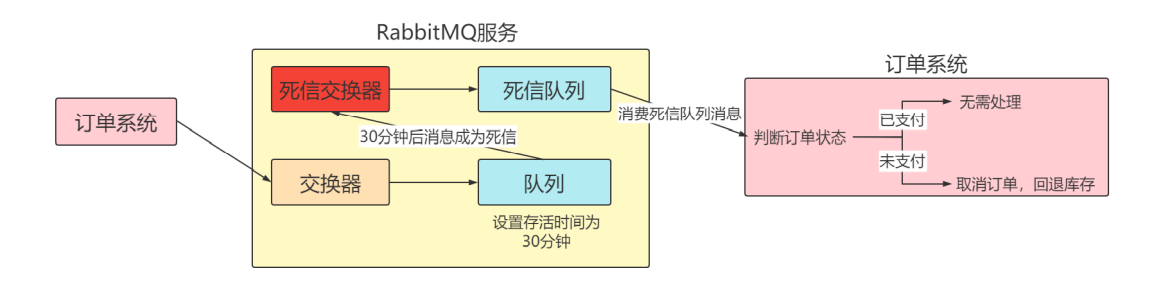 RabbitMQ服务
订单系统
死信交换器
死信队列
30分钟后消息成为死信
交换器
队列
设置存活时间为
30分钟
消费死信队列消息
订单系统
判断订单状态
已支付
无需处理
未支付
取消订单，回退库存